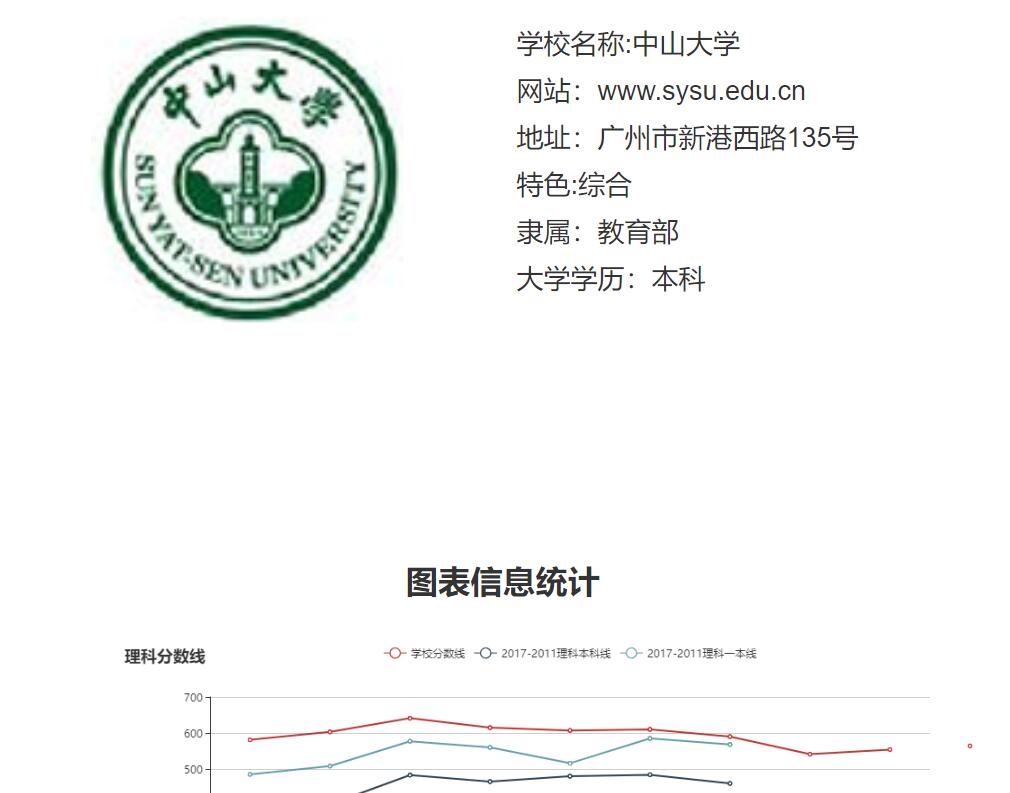 中山大学
SUN YAT-SEN UNIVERSITY
学校名称:中山大学
网站：www.sysu.edu.cn
地址：广州市新港西路135号
特色:综合
隶属：教育部
大学学历：本科
图表信息统计
理科分数线
学校分数线 2017-2011理科本科线 2017-2011理科一本线
700
600
500